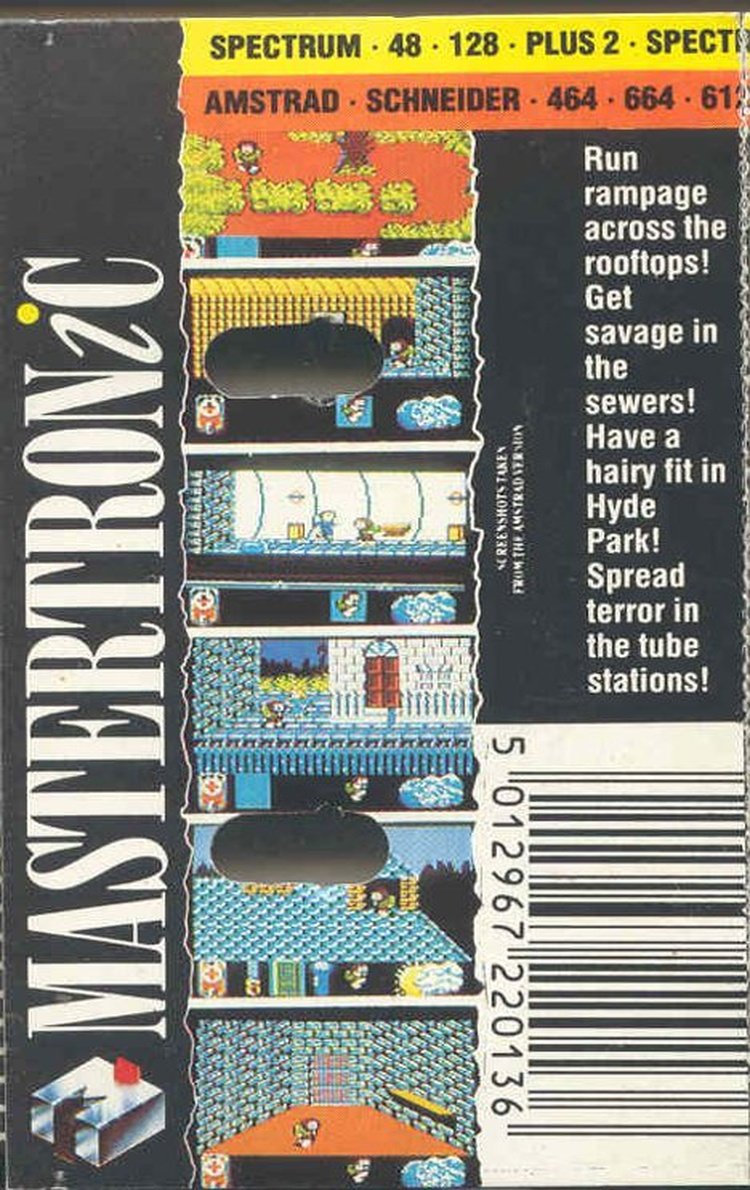 SPECTRUM · 48 · 128 · PLUS 2 · SPECT
AMSTRAD · SCHNEIDER · 464 · 664 · 61
MASTERTRONiC
Run
rampage
across the
rooftops!
Get
savage in
the
sewers!
Have a
hairy fit in
Hyde
Park!
Spread
terror in
the tube
stations!
SCREENSHOTS TAKEN
FROM THE AMSTRAD VERSION
5 012967 220136